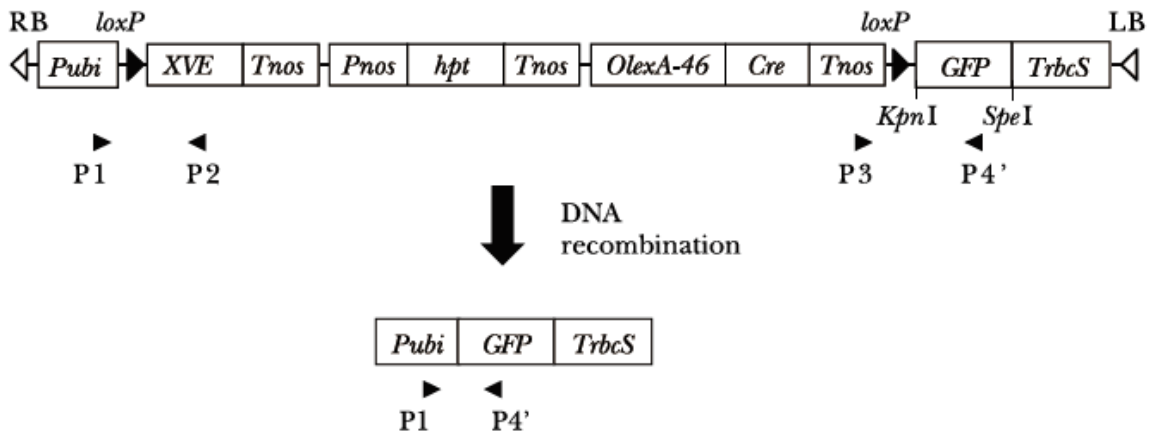 RB loxP loxP LB
Pubi XVE Tnos Pnos hpt Tnos OlexA-46 Cre Tnos GFP TrbcS
KpnI SpeI
P1 P2 P3 P4’
DNA
recombination
Pubi GFP TrbcS
P1 P4’